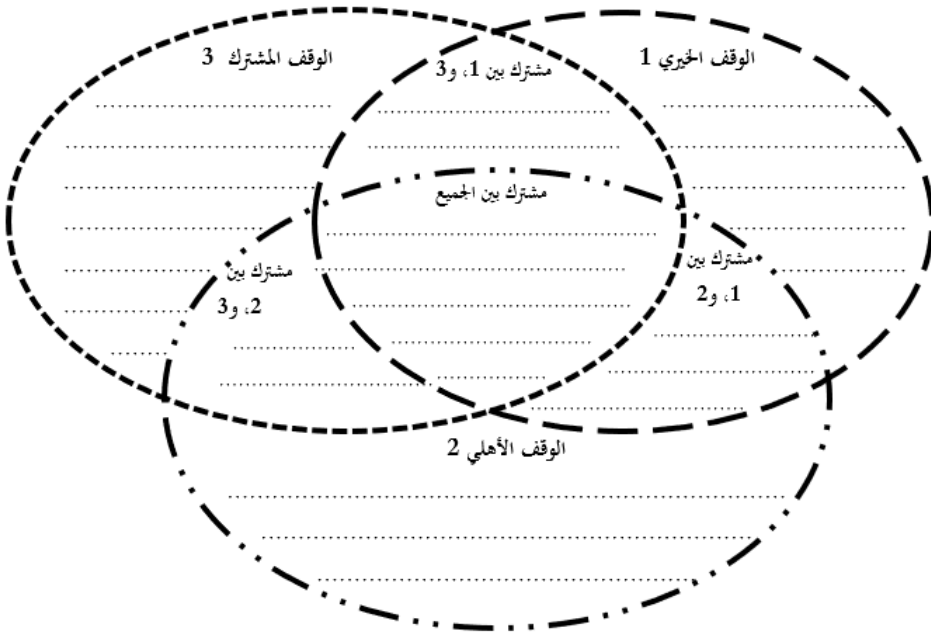 الوقف الخيري 1
مشترك بين 1، و3
الوقف المشترك 3
مشترك بين الجميع
مشترك بين
1، و2
مشترك بين
2، و3
الوقف الأهلي 2